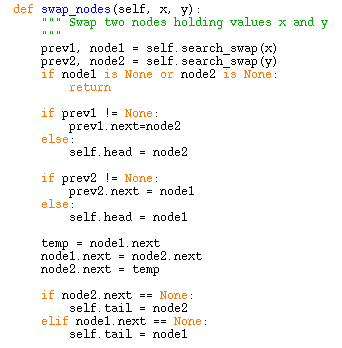 def swap_nodes(self, x, y):
    """ Swap two nodes holding values x and y
    """
    prev1, node1 = self.search_swap(x)
    prev2, node2 = self.search_swap(y)
    if node1 is None or node2 is None:
        return

    if prev1 != None:
        prev1.next=node2
    else:
        self.head = node2

    if prev2 != None:
        prev2.next = node1
    else:
        self.head = node1

    temp = node1.next
    node1.next = node2.next
    node2.next = temp

    if node2.next == None:
        self.tail = node2
    elif node1.next == None:
        self.tail = node1